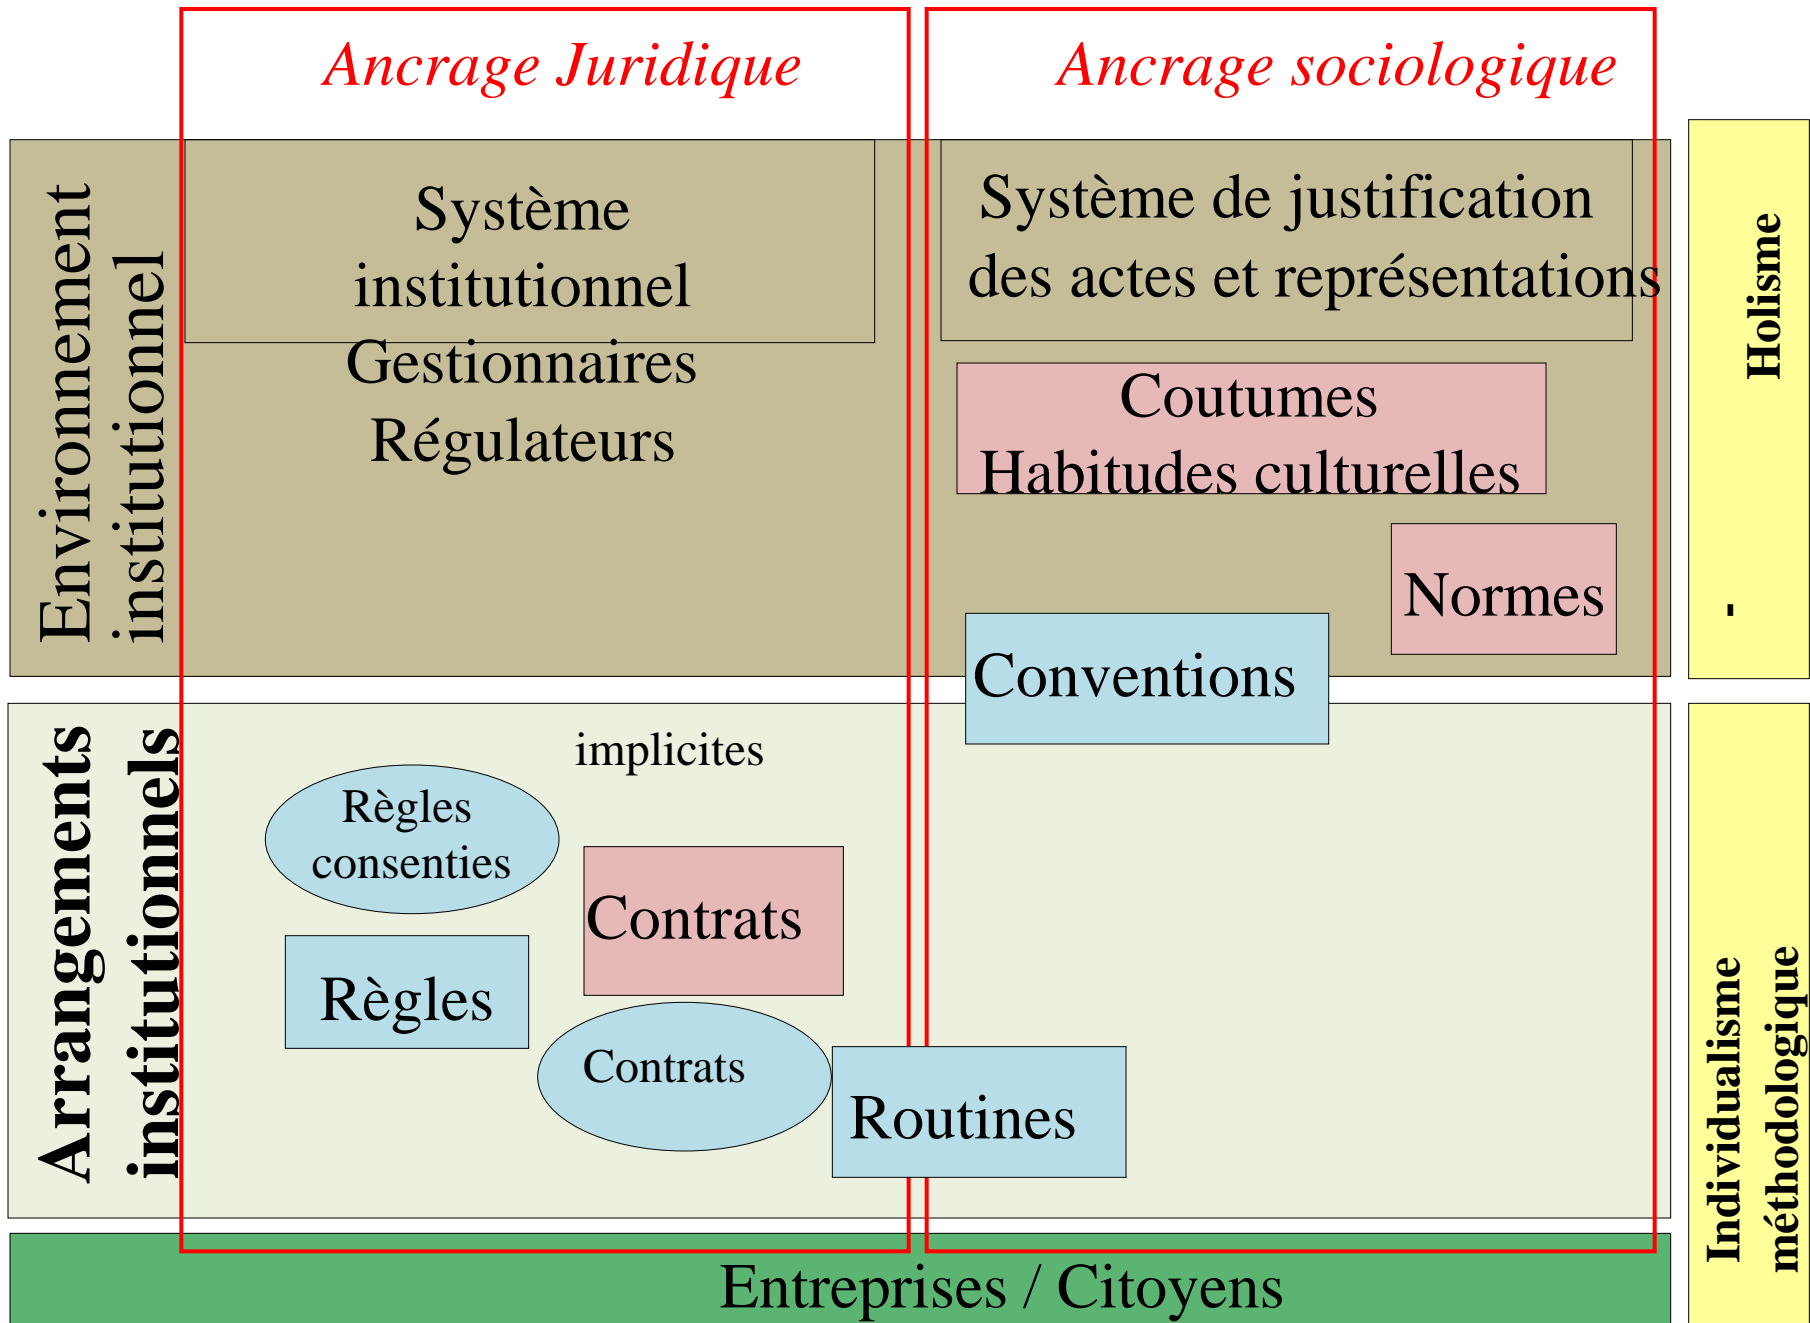 Ancrage Juridique
Ancrage sociologique
Environnement
institutionnel
Système
institutionnel
Gestionnaires
Régulateurs
Système de justification
des actes et représentations
Coutumes
Habitudes culturelles
Normes
Conventions
Holisme
-
Arrangements
institutionnels
implicites
Règles
consenties
Contrats
Règles
Contrats
Routines
Individualisme
méthodologique
Entreprises / Citoyens